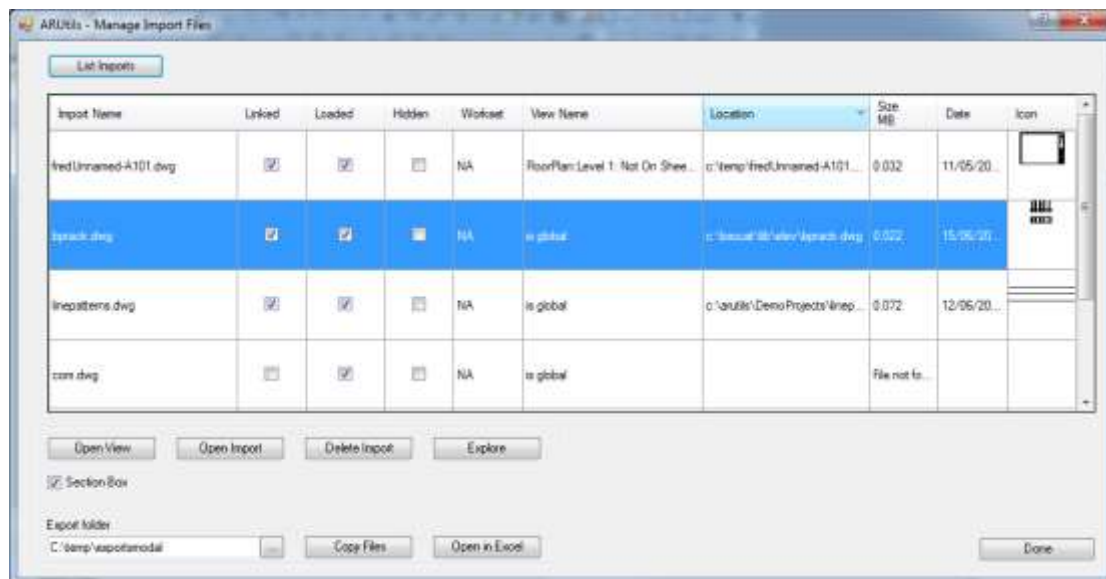 ARUtils - Manage Import Files
List Imports
Import Name Linked Loaded Hidden Workset View Name Location Size MB Date Icon
fredUnnamed-A101.dwg NA FloorPlan: Level 1: Not On Shee... c:\temp\fredUnnamed-A101... 0.032 11/05/20...
bprack.dwg NA is global 0.022 15/06/20...
linepatterns.dwg NA is global c:\arutils\DemoProjects\linep... 0.072 12/06/20...
com.dwg NA is global File not fo...
Open View Open Import Delete Import Explore
Section Box
Export folder
C:\temp\exportsmodal ... Copy Files Open in Excel Done